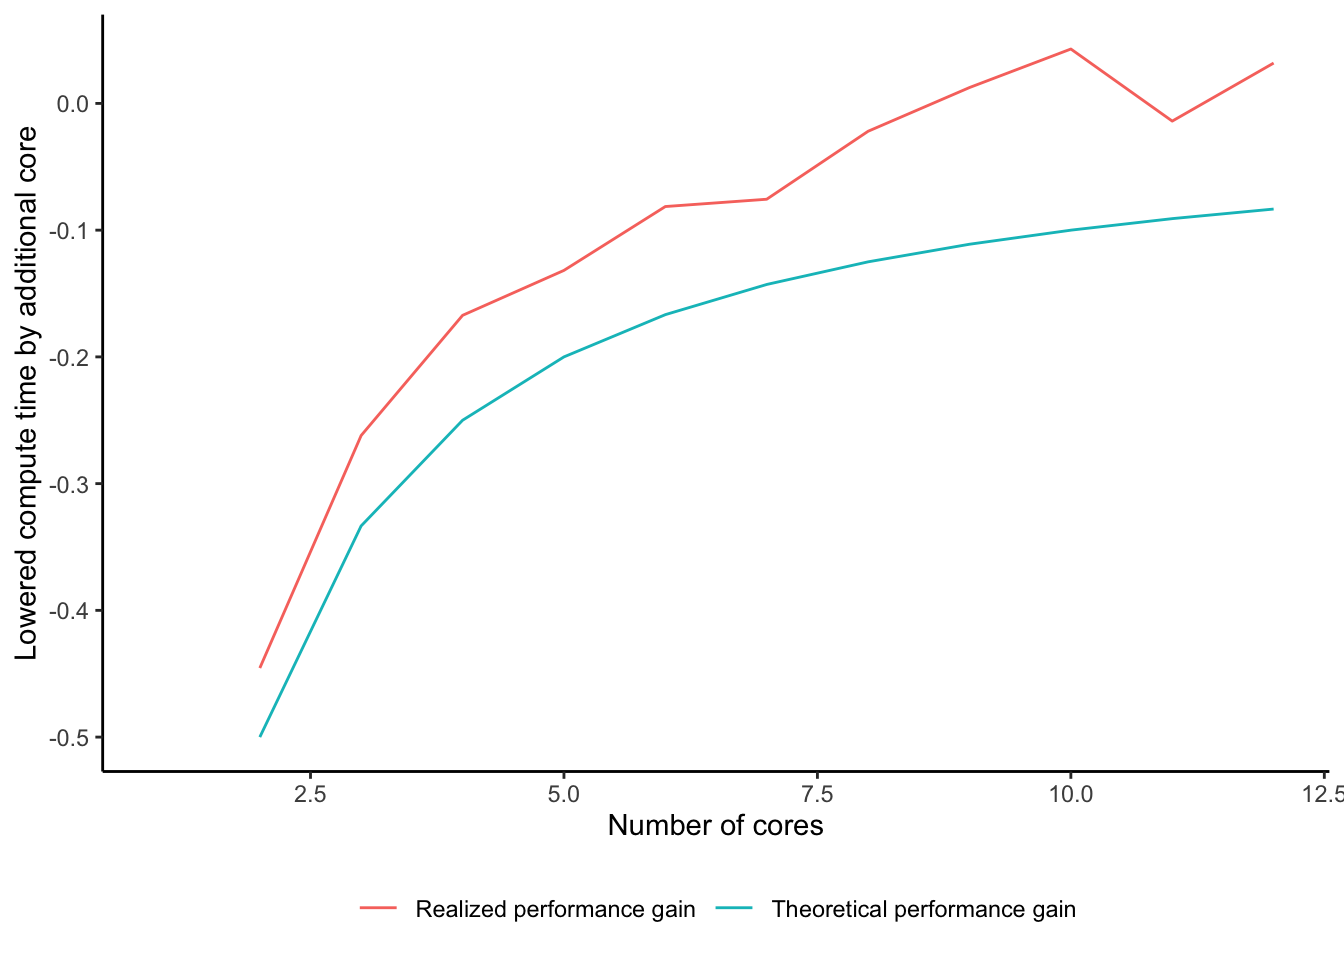 Lowered compute time by additional core
0.0
-0.1
-0.2
-0.3
-0.4
-0.5
2.5 5.0 7.5 10.0 12.5
Number of cores
Realized performance gain Theoretical performance gain